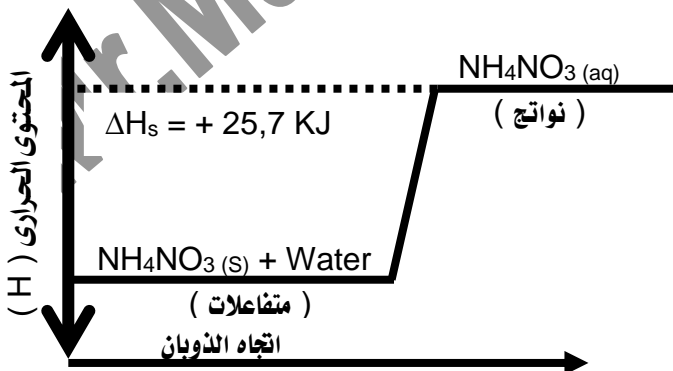 NH₄NO₃ (aq)
( نواتج )
ΔHₛ = + 25,7 KJ
المحتوى الحرارى ( H )
NH₄NO₃ (S) + Water
( متفاعلات )
اتجاه الذوبان